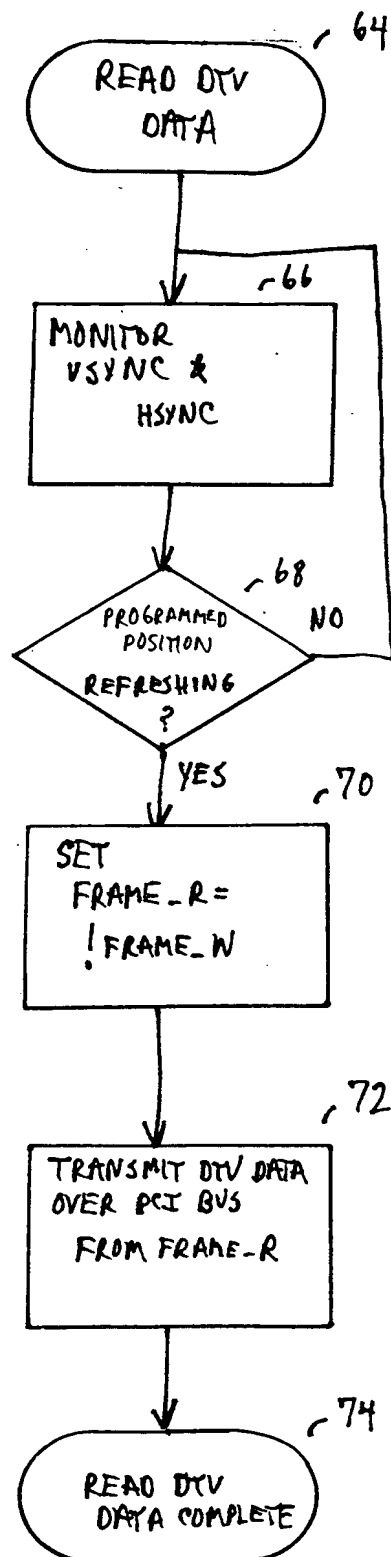 64
READ DTV
DATA
66
MONITOR
VSYNC &
HSYNC
68
PROGRAMMED
POSITION
REFRESHING
?
NO
YES
70
SET
FRAME_R=
!FRAME_W
72
TRANSMIT DTV DATA
OVER PCI BUS
FROM FRAME_R
74
READ DTV
DATA COMPLETE